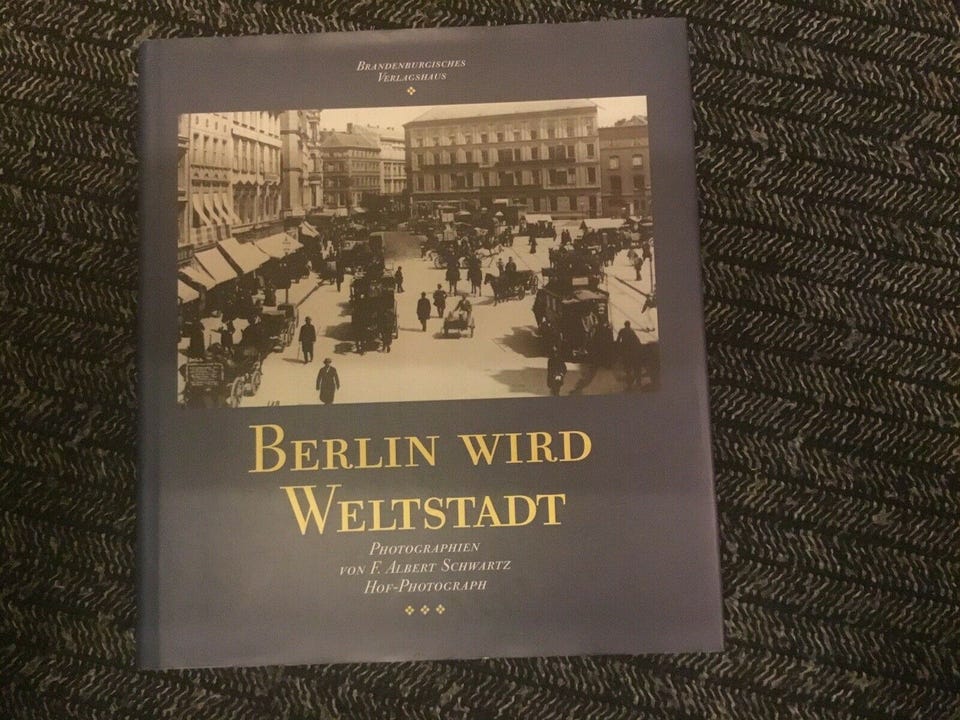 Brandenburgisches
Verlagshaus
Berlin wird
Weltstadt
Photographien
von F. Albert Schwartz
Hof-Photograph